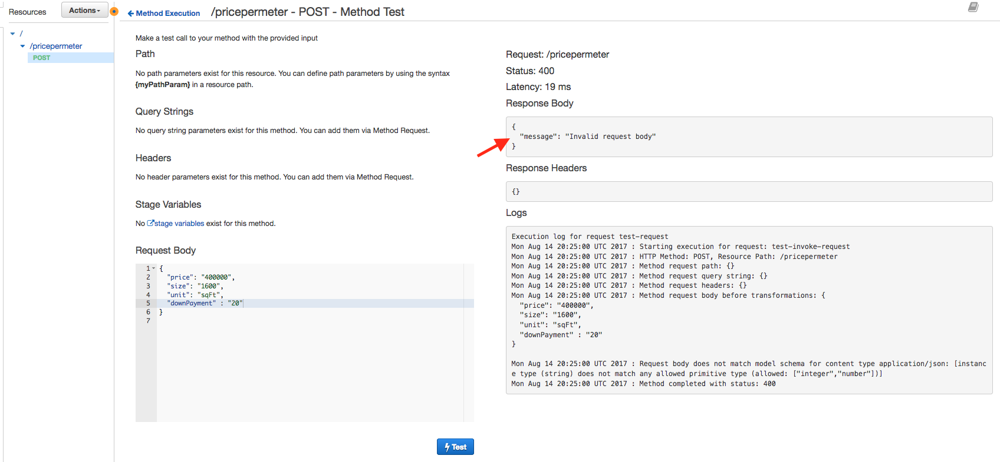 Resources
Actions
Method Execution
/pricepermeter - POST - Method Test
/
/pricepermeter
POST
Make a test call to your method with the provided input
Path
No path parameters exist for this resource. You can define path parameters by using the syntax
{myPathParam} in a resource path.
Query Strings
No query string parameters exist for this method. You can add them via Method Request.
Headers
No header parameters exist for this method. You can add them via Method Request.
Stage Variables
No stage variables exist for this method.
Request Body
1 {
2 "price": "400000",
3 "size": "1600",
4 "unit": "sqFt",
5 "downPayment" : "20"
6 }
7
Test
Request: /pricepermeter
Status: 400
Latency: 19 ms
Response Body
{
"message": "Invalid request body"
}
Response Headers
{}
Logs
Execution log for request test-request
Mon Aug 14 20:25:00 UTC 2017 : Starting execution for request: test-invoke-request
Mon Aug 14 20:25:00 UTC 2017 : HTTP Method: POST, Resource Path: /pricepermeter
Mon Aug 14 20:25:00 UTC 2017 : Method request path: {}
Mon Aug 14 20:25:00 UTC 2017 : Method request query string: {}
Mon Aug 14 20:25:00 UTC 2017 : Method request headers: {}
Mon Aug 14 20:25:00 UTC 2017 : Method request body before transformations: {
"price": "400000",
"size": "1600",
"unit": "sqFt",
"downPayment" : "20"
}
Mon Aug 14 20:25:00 UTC 2017 : Request body does not match model schema for content type application/json: [instanc
e type (string) does not match any allowed primitive type (allowed: ["integer","number"])]
Mon Aug 14 20:25:00 UTC 2017 : Method completed with status: 400